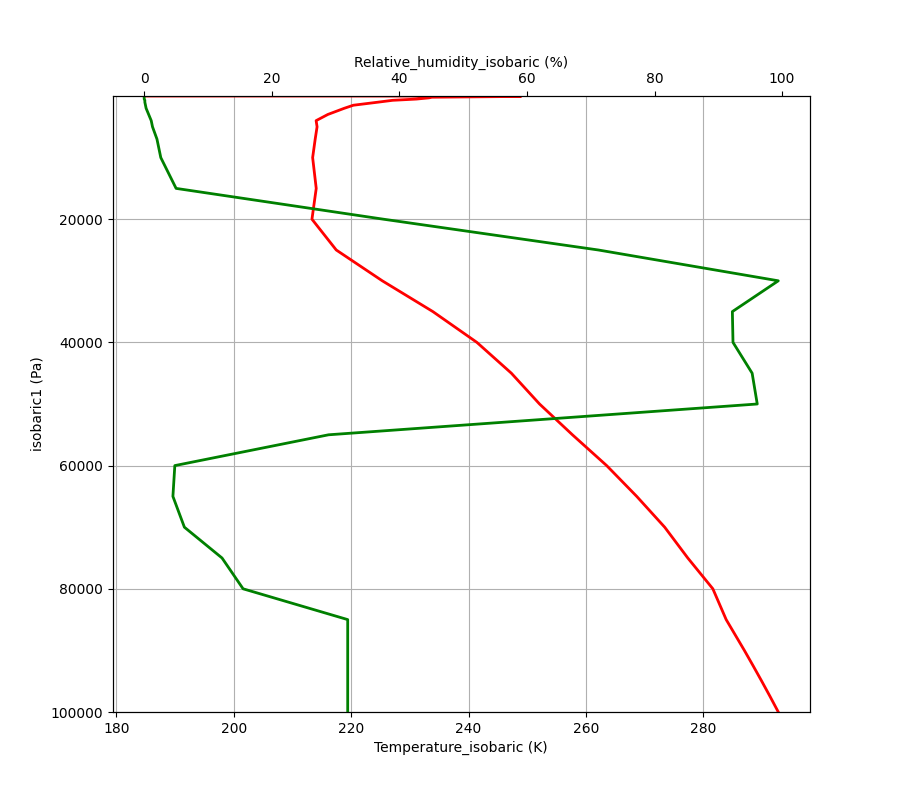 Relative_humidity_isobaric (%)
0 20 40 60 80 100
isobaric1 (Pa)
20000
40000
60000
80000
100000
180 200 220 240 260 280
Temperature_isobaric (K)